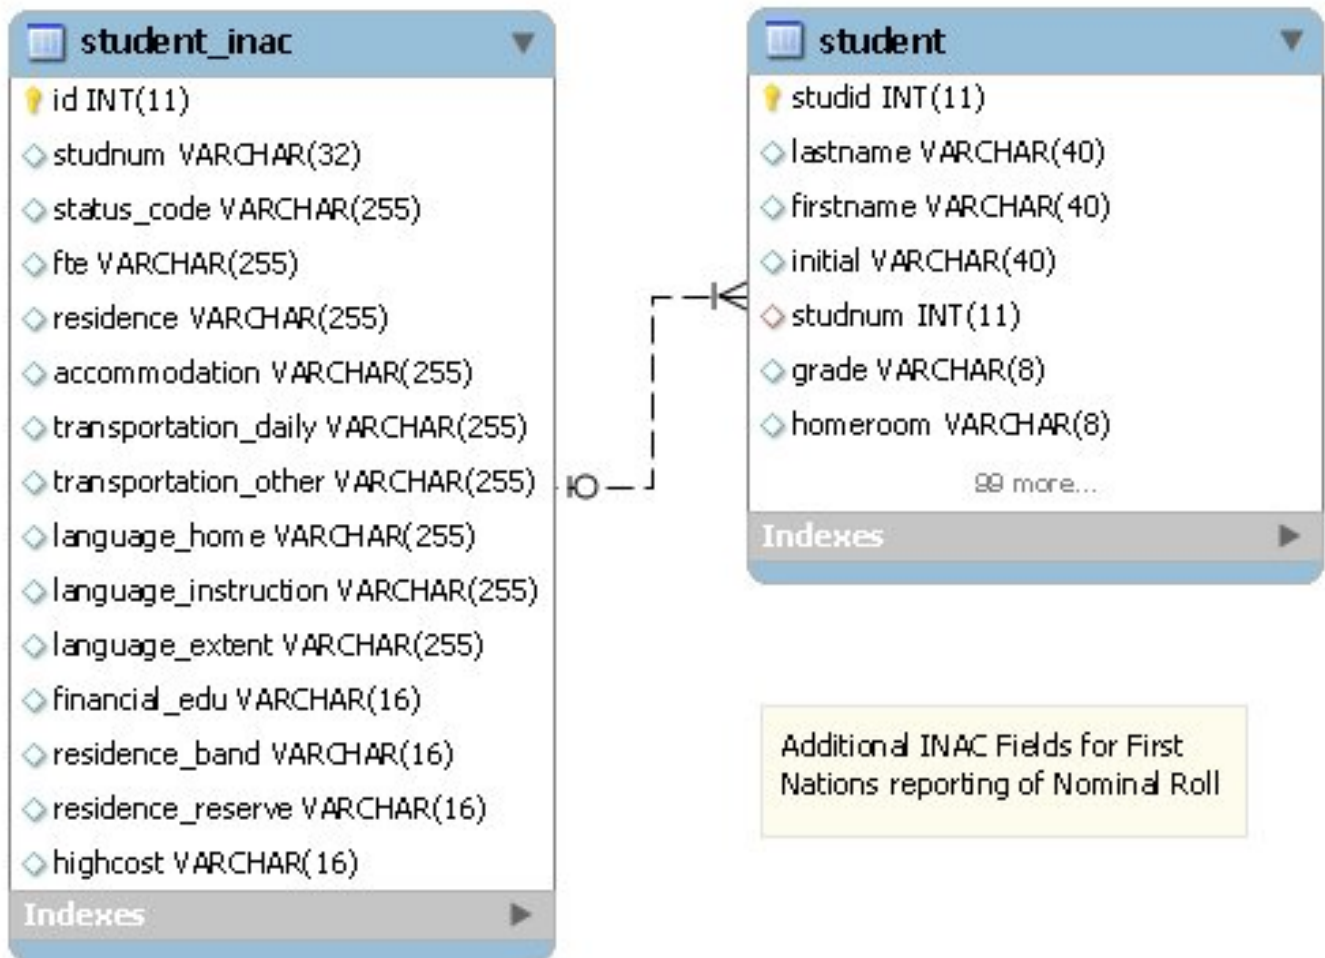 student_inac
id INT(11)
studnum VARCHAR(32)
status_code VARCHAR(255)
fte VARCHAR(255)
residence VARCHAR(255)
accommodation VARCHAR(255)
transportation_daily VARCHAR(255)
transportation_other VARCHAR(255)
language_home VARCHAR(255)
language_instruction VARCHAR(255)
language_extent VARCHAR(255)
financial_edu VARCHAR(16)
residence_band VARCHAR(16)
residence_reserve VARCHAR(16)
highcost VARCHAR(16)
Indexes
student
studid INT(11)
lastname VARCHAR(40)
firstname VARCHAR(40)
initial VARCHAR(40)
studnum INT(11)
grade VARCHAR(8)
homeroom VARCHAR(8)
99 more...
Indexes
Additional INAC Fields for First
Nations reporting of Nominal Roll